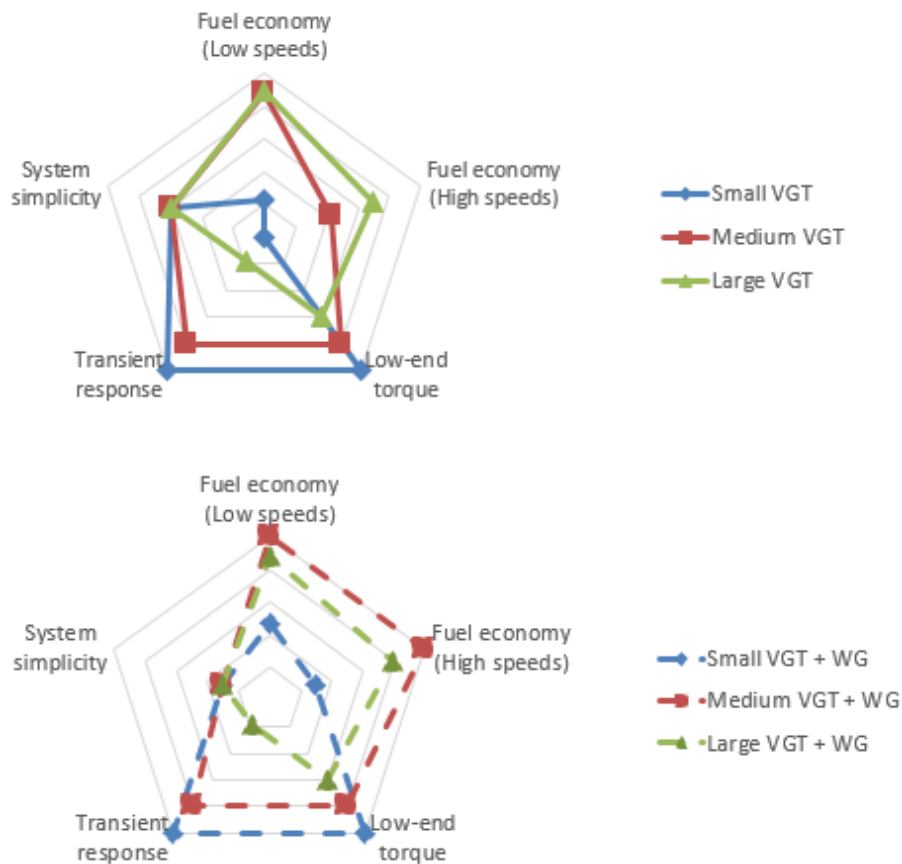 Fuel economy
(Low speeds)
System
simplicity
Fuel economy
(High speeds)
Small VGT
Medium VGT
Large VGT
Transient
response
Low-end
torque
Fuel economy
(Low speeds)
System
simplicity
Fuel economy
(High speeds)
Small VGT + WG
Medium VGT + WG
Large VGT + WG
Transient
response
Low-end
torque